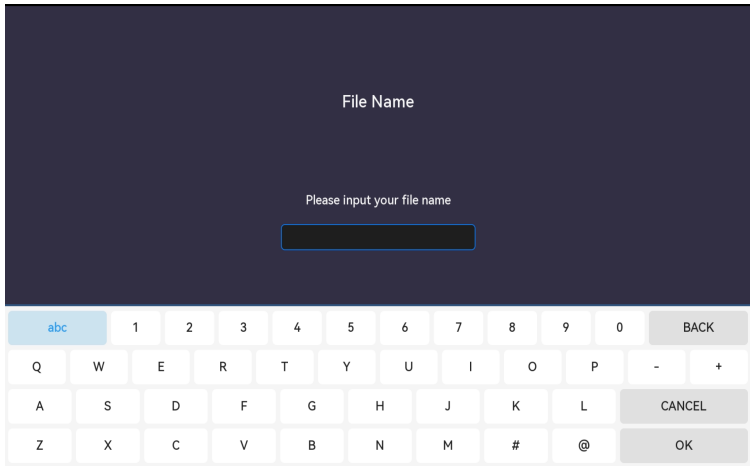 File Name
Please input your file name
abc 1 2 3 4 5 6 7 8 9 0 BACK
Q W E R T Y U I O P - +
A S D F G H J K L CANCEL
Z X C V B N M # @ OK